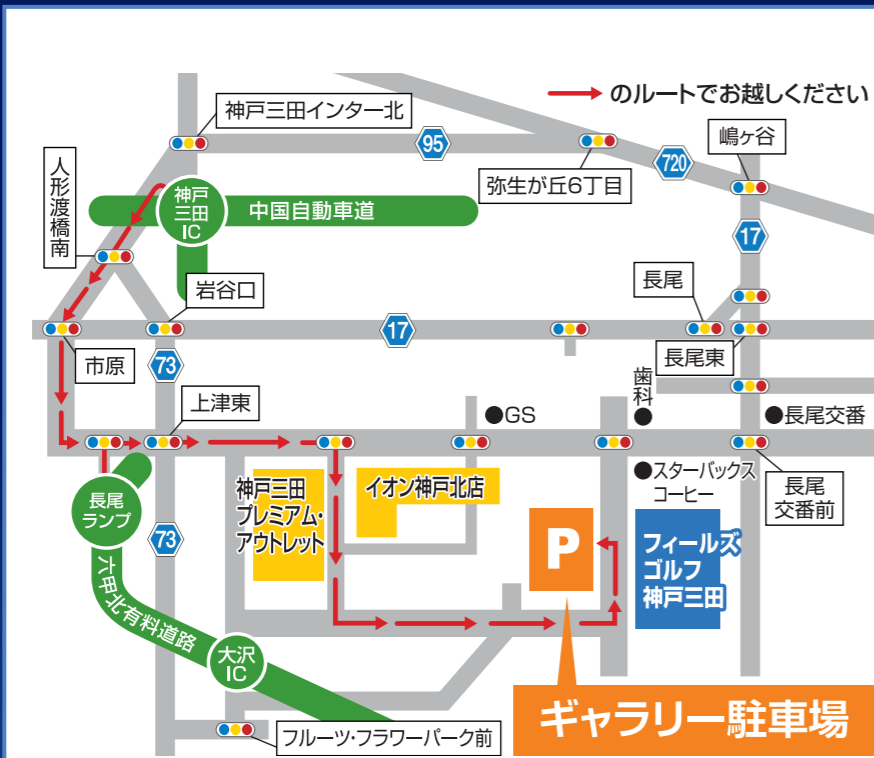 のルートでお越しください
神戸三田インター北
95
嶋ヶ谷
人形渡橋南
弥生が丘6丁目
720
神戸
三田
IC
中国自動車道
17
岩谷口
長尾
17
市原
73
長尾東
上津東
歯科
GS
長尾交番
神戸三田
プレミアム・
アウトレット
イオン神戸北店
スターバックス
コーヒー
長尾
交番前
長尾
ランプ
73
P
フィールズ
ゴルフ
神戸三田
六甲北有料道路
大沢
IC
ギャラリー駐車場
フルーツ・フラワーパーク前